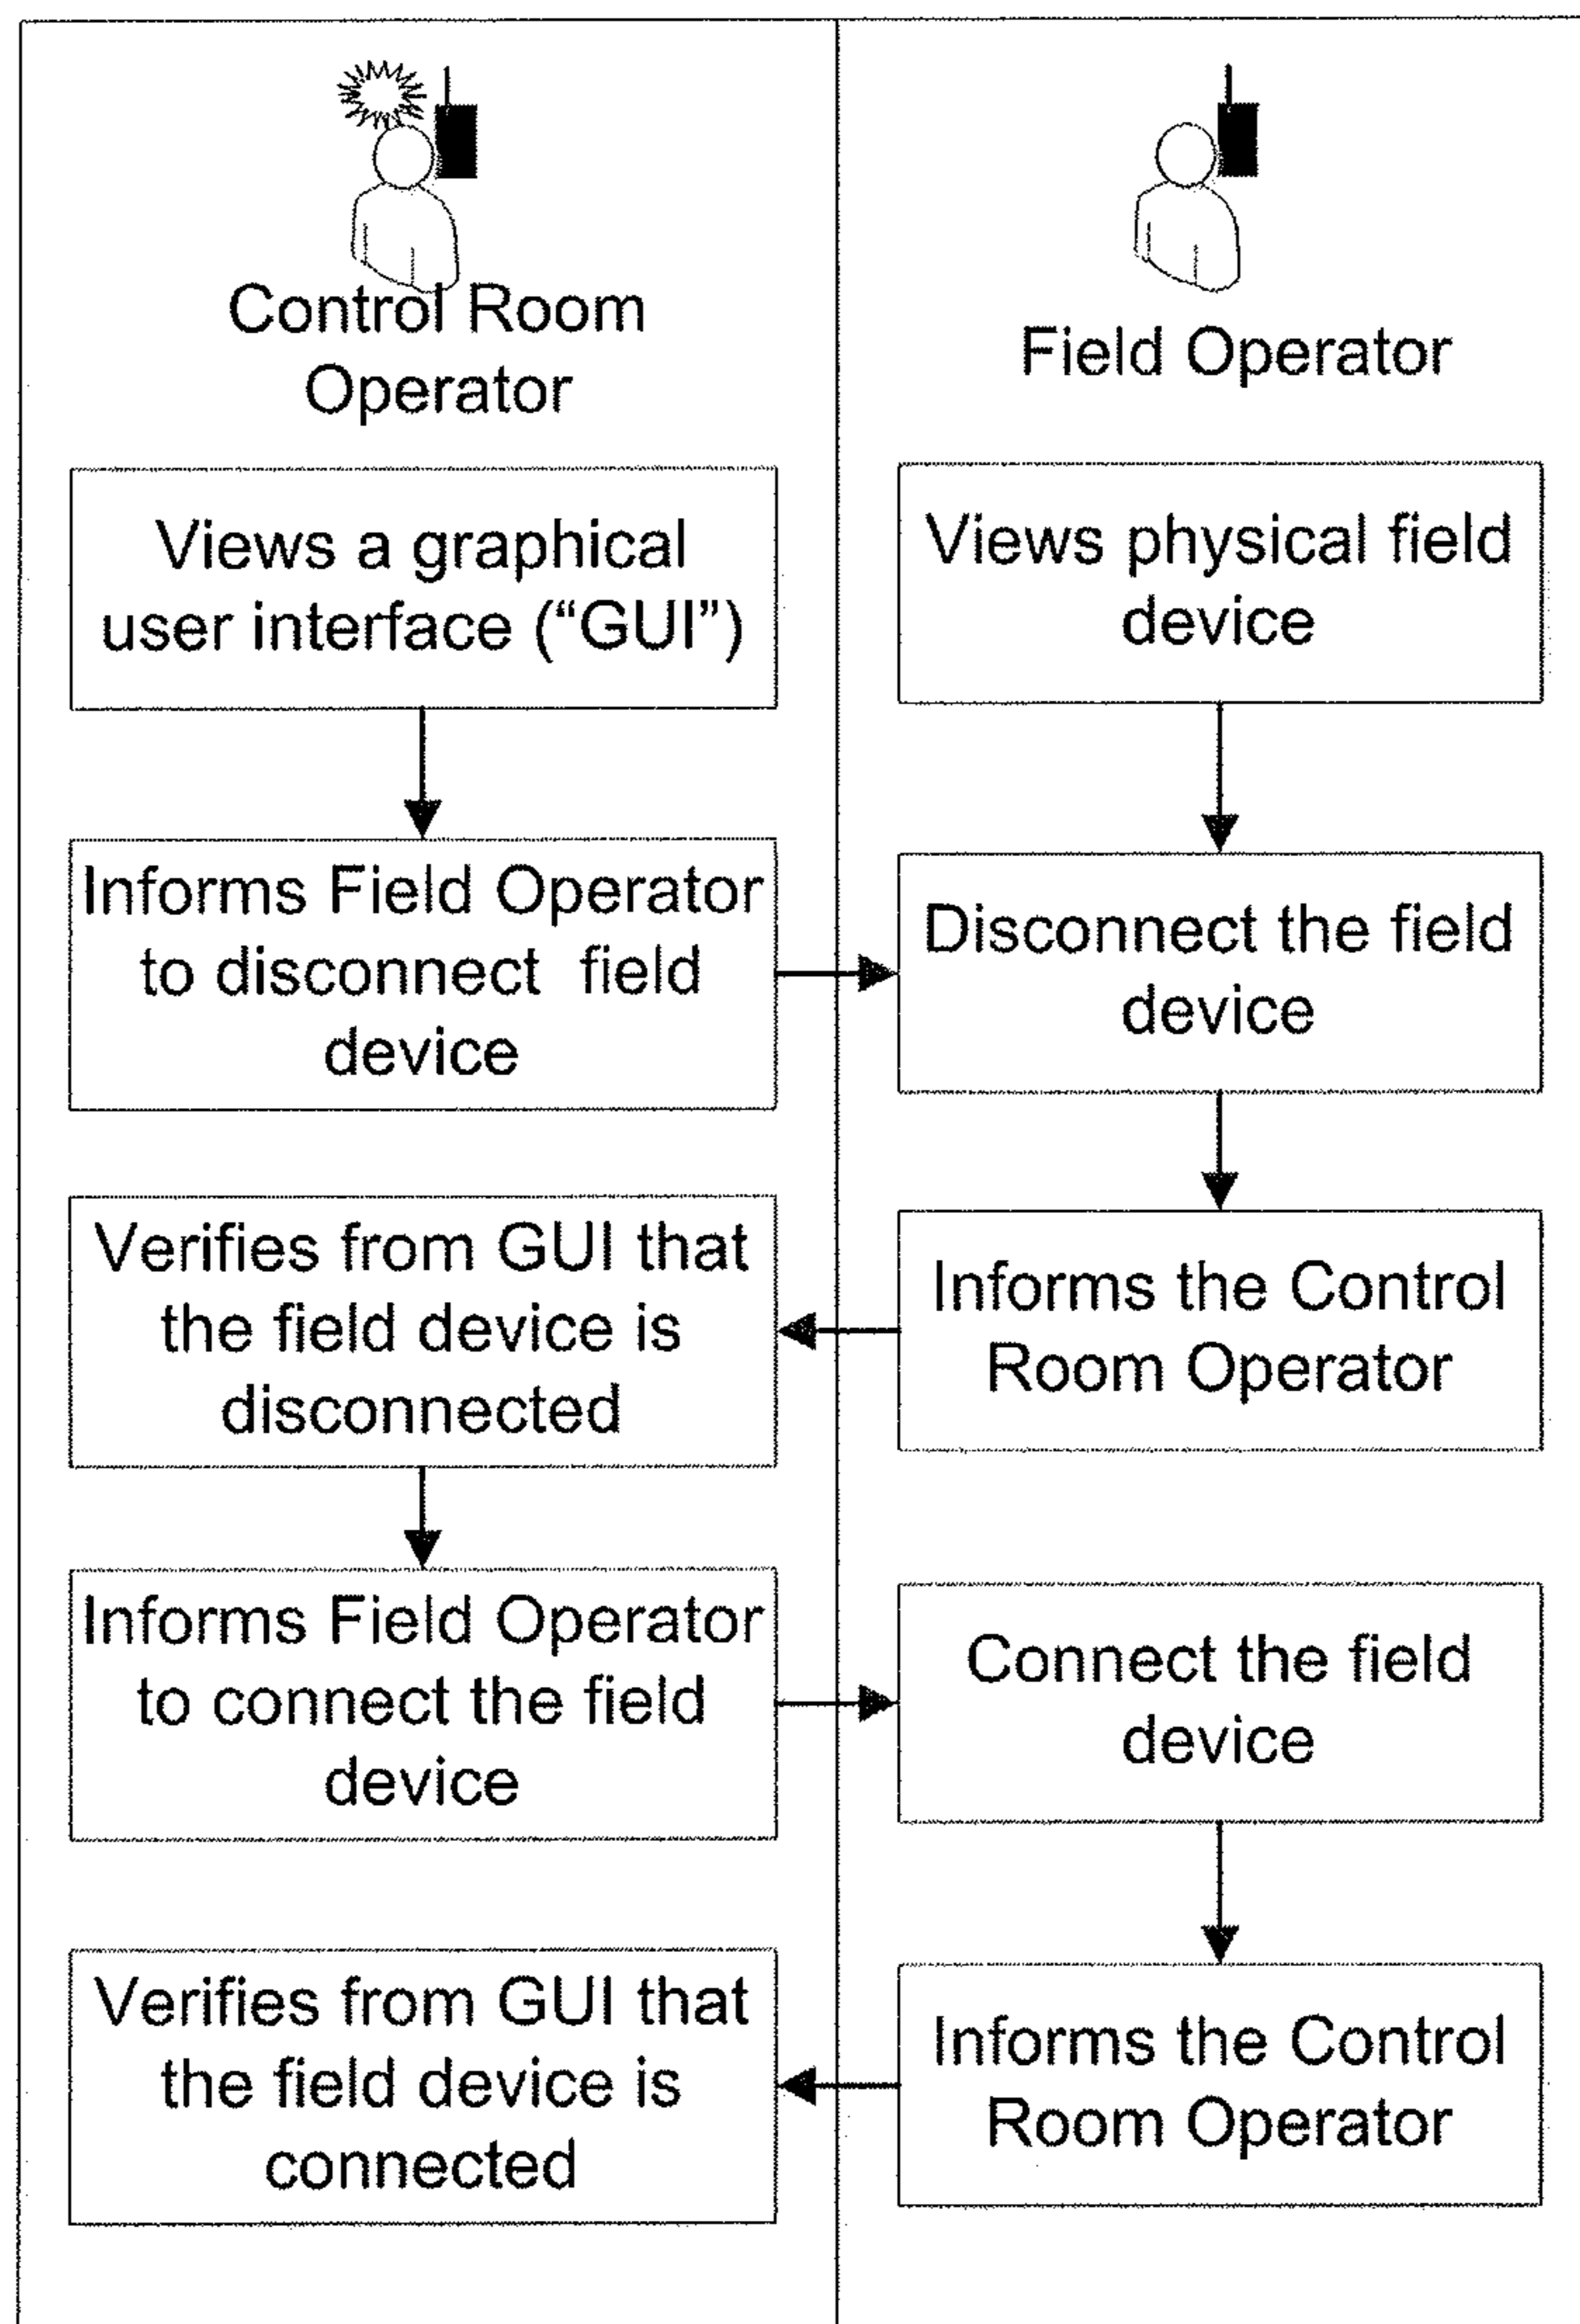 Control Room
Operator
Field Operator
Views a graphical
user interface (“GUI”)
Views physical field
device
Informs Field Operator
to disconnect field
device
Disconnect the field
device
Verifies from GUI that
the field device is
disconnected
Informs the Control
Room Operator
Informs Field Operator
to connect the field
device
Connect the field
device
Verifies from GUI that
the field device is
connected
Informs the Control
Room Operator